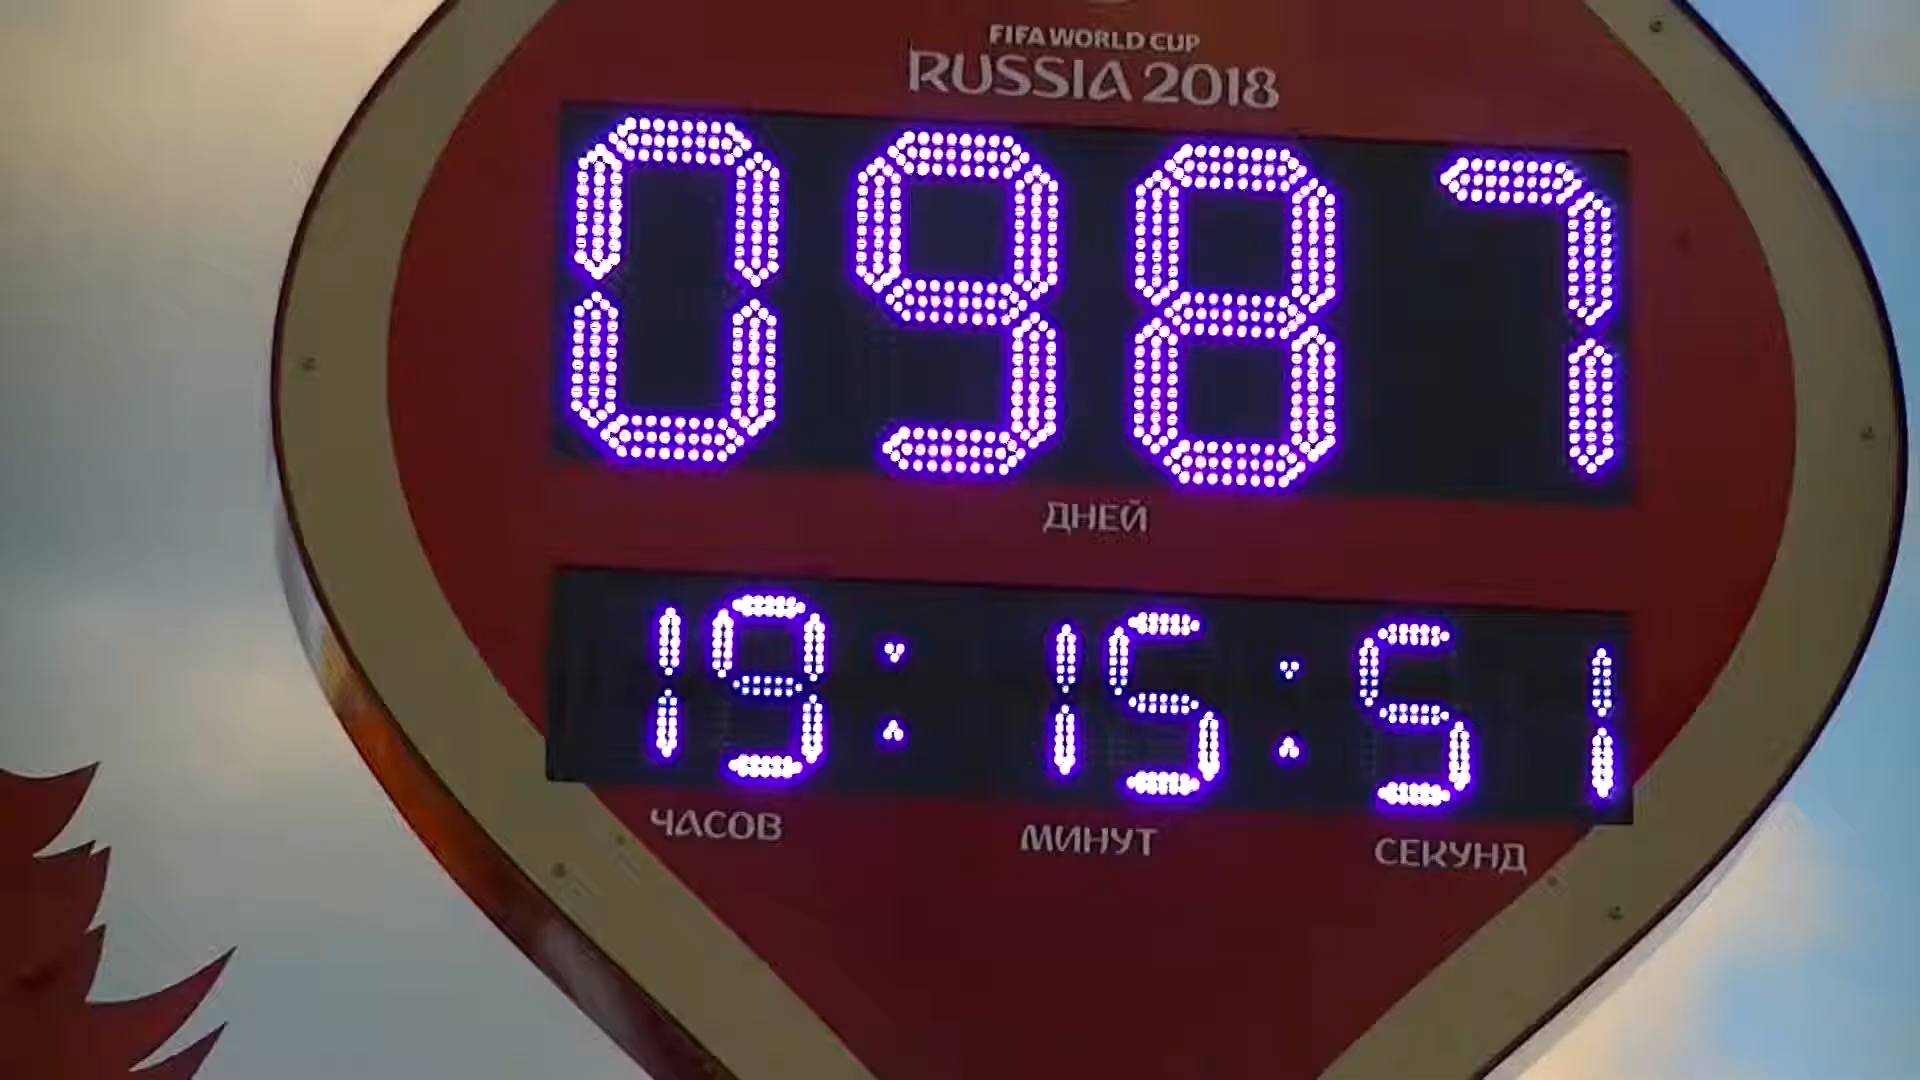 FIFA WORLD CUP
RUSSIA 2018
0987
ДНЕЙ
19:15:51
ЧАСОВ МИНУТ СЕКУНД